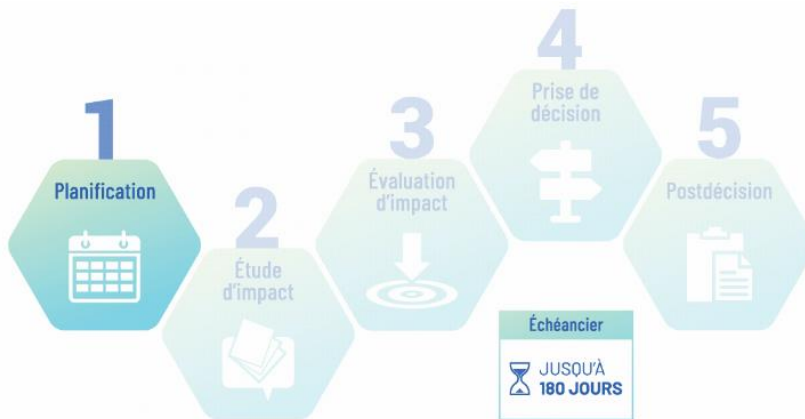 1
Planification
2
Étude
d'impact
3
Évaluation
d'impact
4
Prise de
décision
5
Postdécision
Échéancier
JUSQU'À
180 JOURS